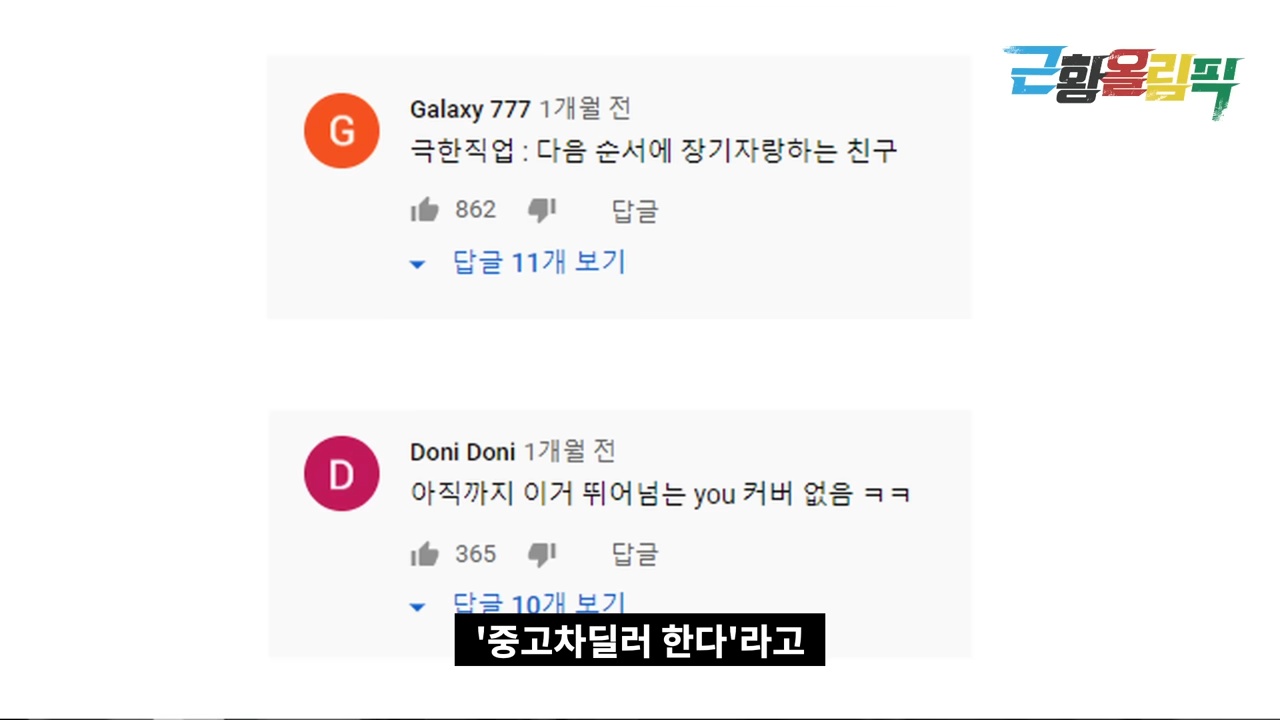 근황올림픽
G
Galaxy 777 1개월 전
극한직업 : 다음 순서에 장기자랑하는 친구
862 답글
답글 11개 보기
D
Doni Doni 1개월 전
아직까지 이거 뛰어넘는 you 커버 없음 ㅋㅋ
365 답글
답글 10개 보기
'중고차딜러 한다'라고